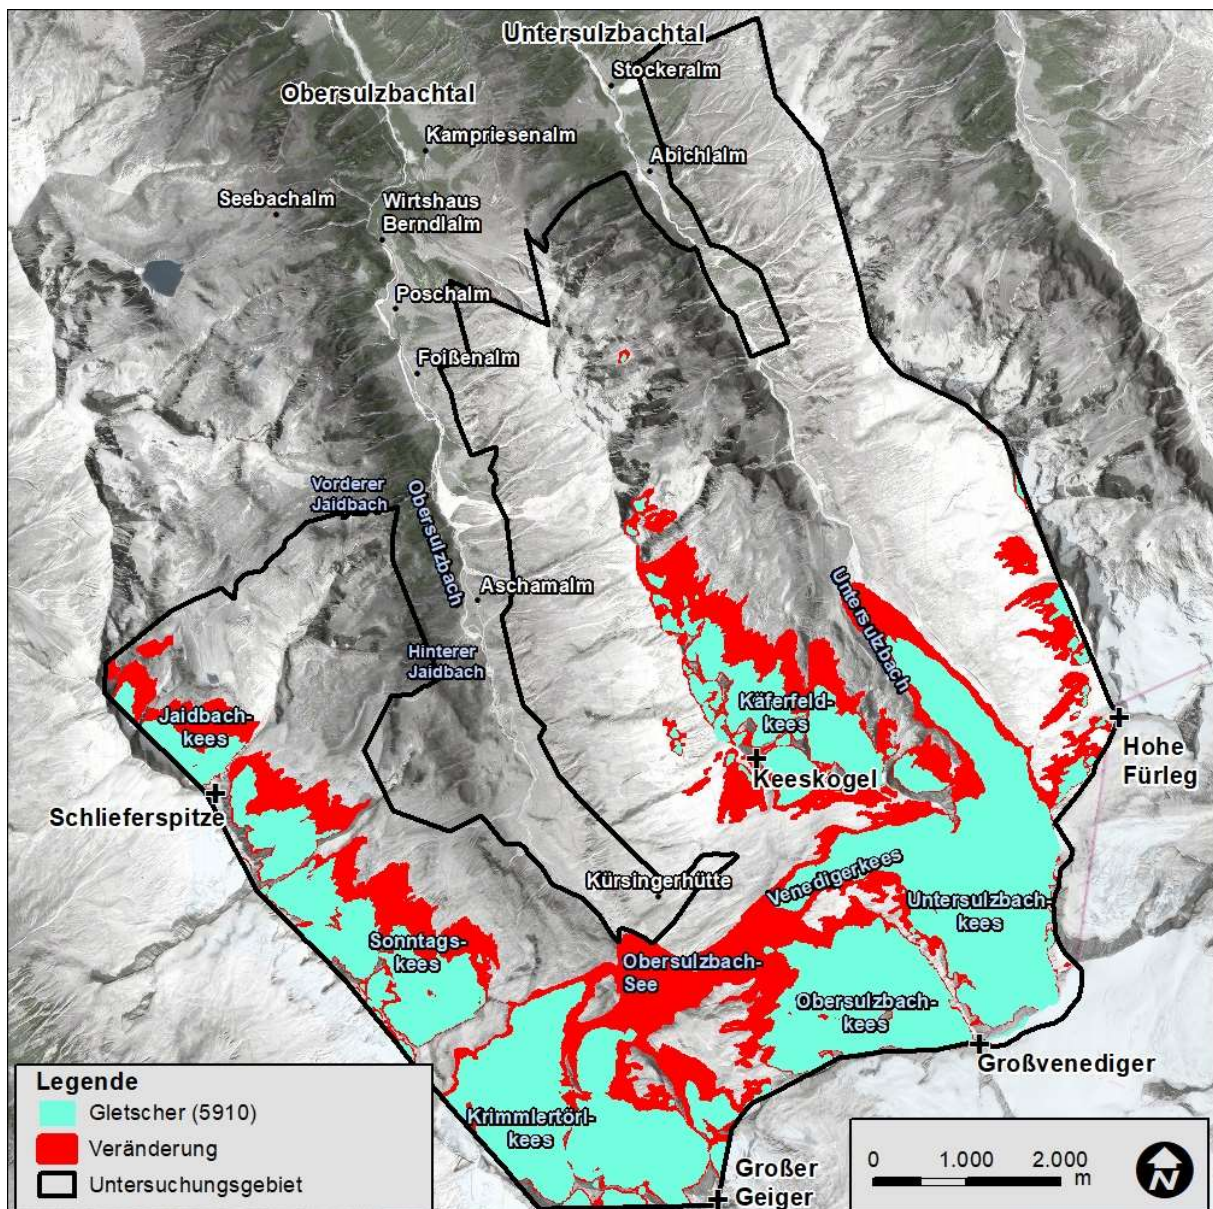 Untersulzbachtal
Stockeralm
Obersulzbachtal
Kampriesenalm
Abichlalm
Seebachalm
Wirtshaus
Berndlalm
Poschalm
Foißenalm
Vorderer
Jaidbach
Obersulzbach
Aschamalm
Untersulzbach
Hinterer
Jaidbach
Jaidbach-
kees
Käferfeld-
kees
Hohe
Fürleg
Keeskogel
Schlieferspitze
Kürsingerhütte
Venedigerkees
Untersulzbach-
kees
Sonntags-
kees
Obersulzbach-
See
Obersulzbach-
kees
Großvenediger
Krimmlertörl-
kees
Großer
Geiger
Legende
Gletscher (5910)
Veränderung
Untersuchungsgebiet
0 1.000 2.000
m
N